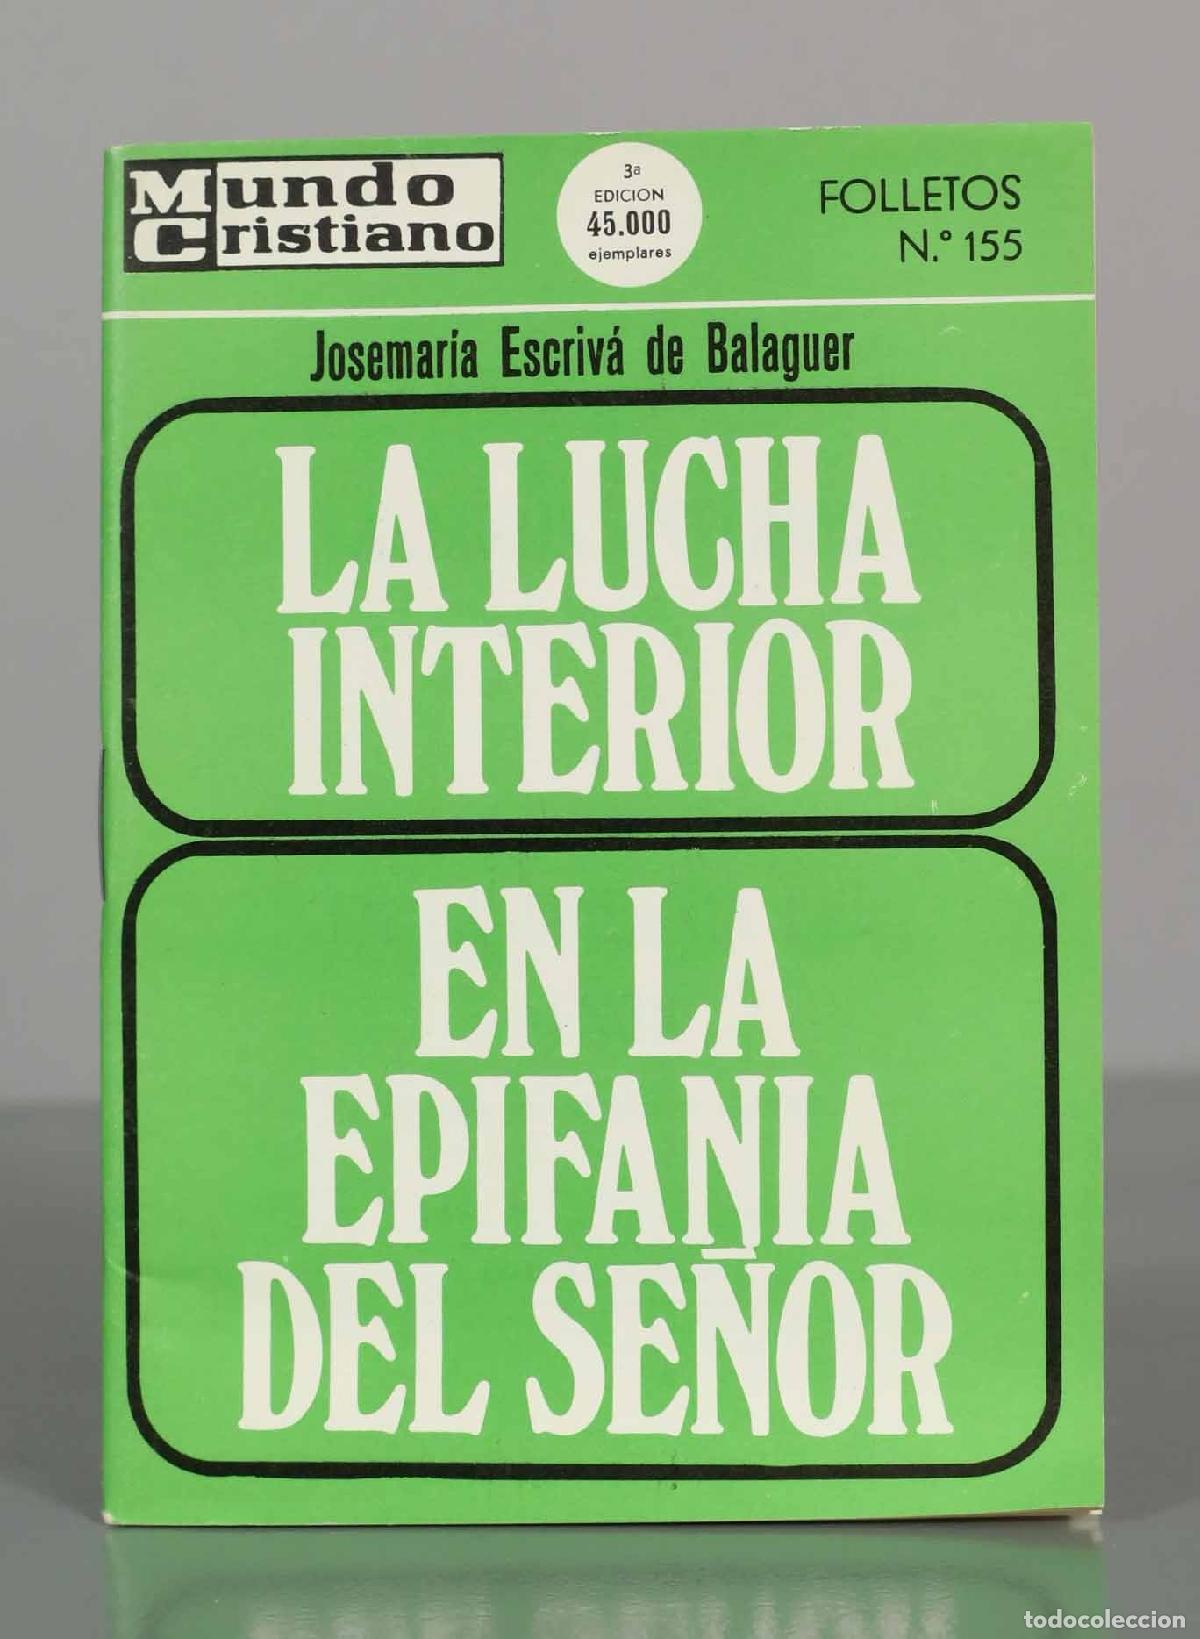 Mundo
Cristiano
3ª
EDICION
45.000
ejemplares
FOLLETOS
N.º 155
Josemaría Escrivá de Balaguer
LA LUCHA
INTERIOR
EN LA
EPIFANIA
DEL SEÑOR
todocoleccion